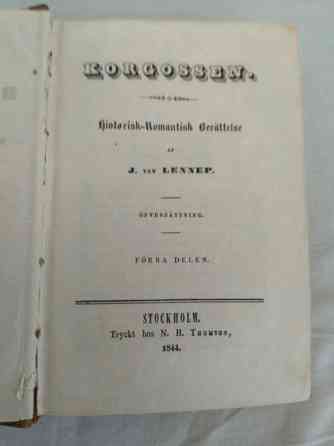 KORGOSSEN.
Historisk-Romantisk Berättelse
AF
J. VAN LENNEP.
ÖFVERSÄTTNING.
FÖRRA DELEN.
STOCKHOLM.
Tryckt hos N. H. THOMSON,
1844.